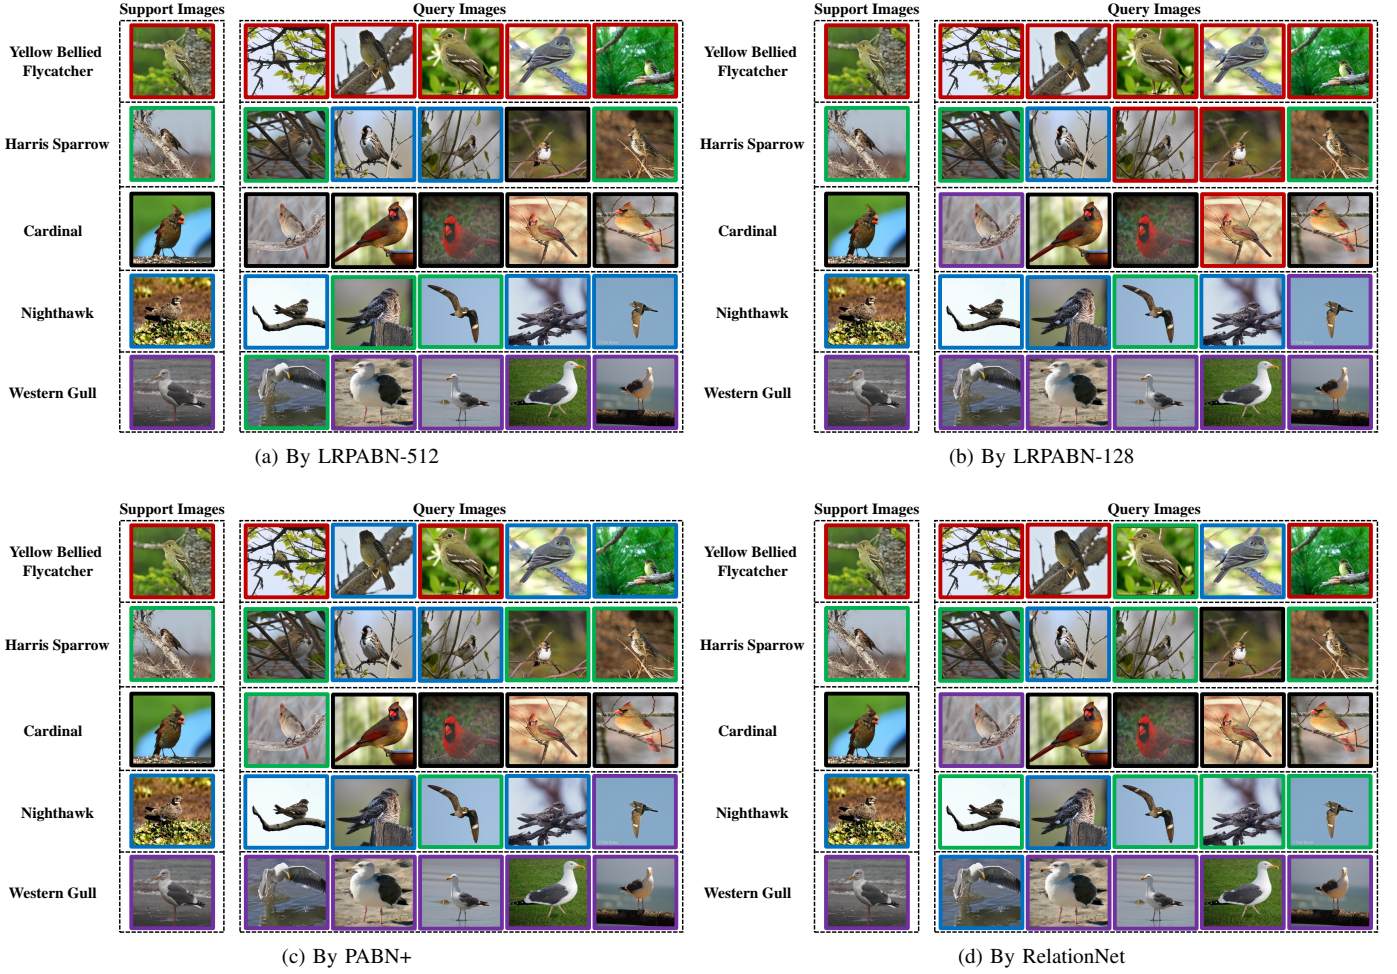 Support Images
Query Images
Yellow Bellied
Flycatcher
Harris Sparrow
Cardinal
Nighthawk
Western Gull
(a) By LRPABN-512
Support Images
Query Images
Yellow Bellied
Flycatcher
Harris Sparrow
Cardinal
Nighthawk
Western Gull
(b) By LRPABN-128
Support Images
Query Images
Yellow Bellied
Flycatcher
Harris Sparrow
Cardinal
Nighthawk
Western Gull
(c) By PABN+
Support Images
Query Images
Yellow Bellied
Flycatcher
Harris Sparrow
Cardinal
Nighthawk
Western Gull
(d) By RelationNet